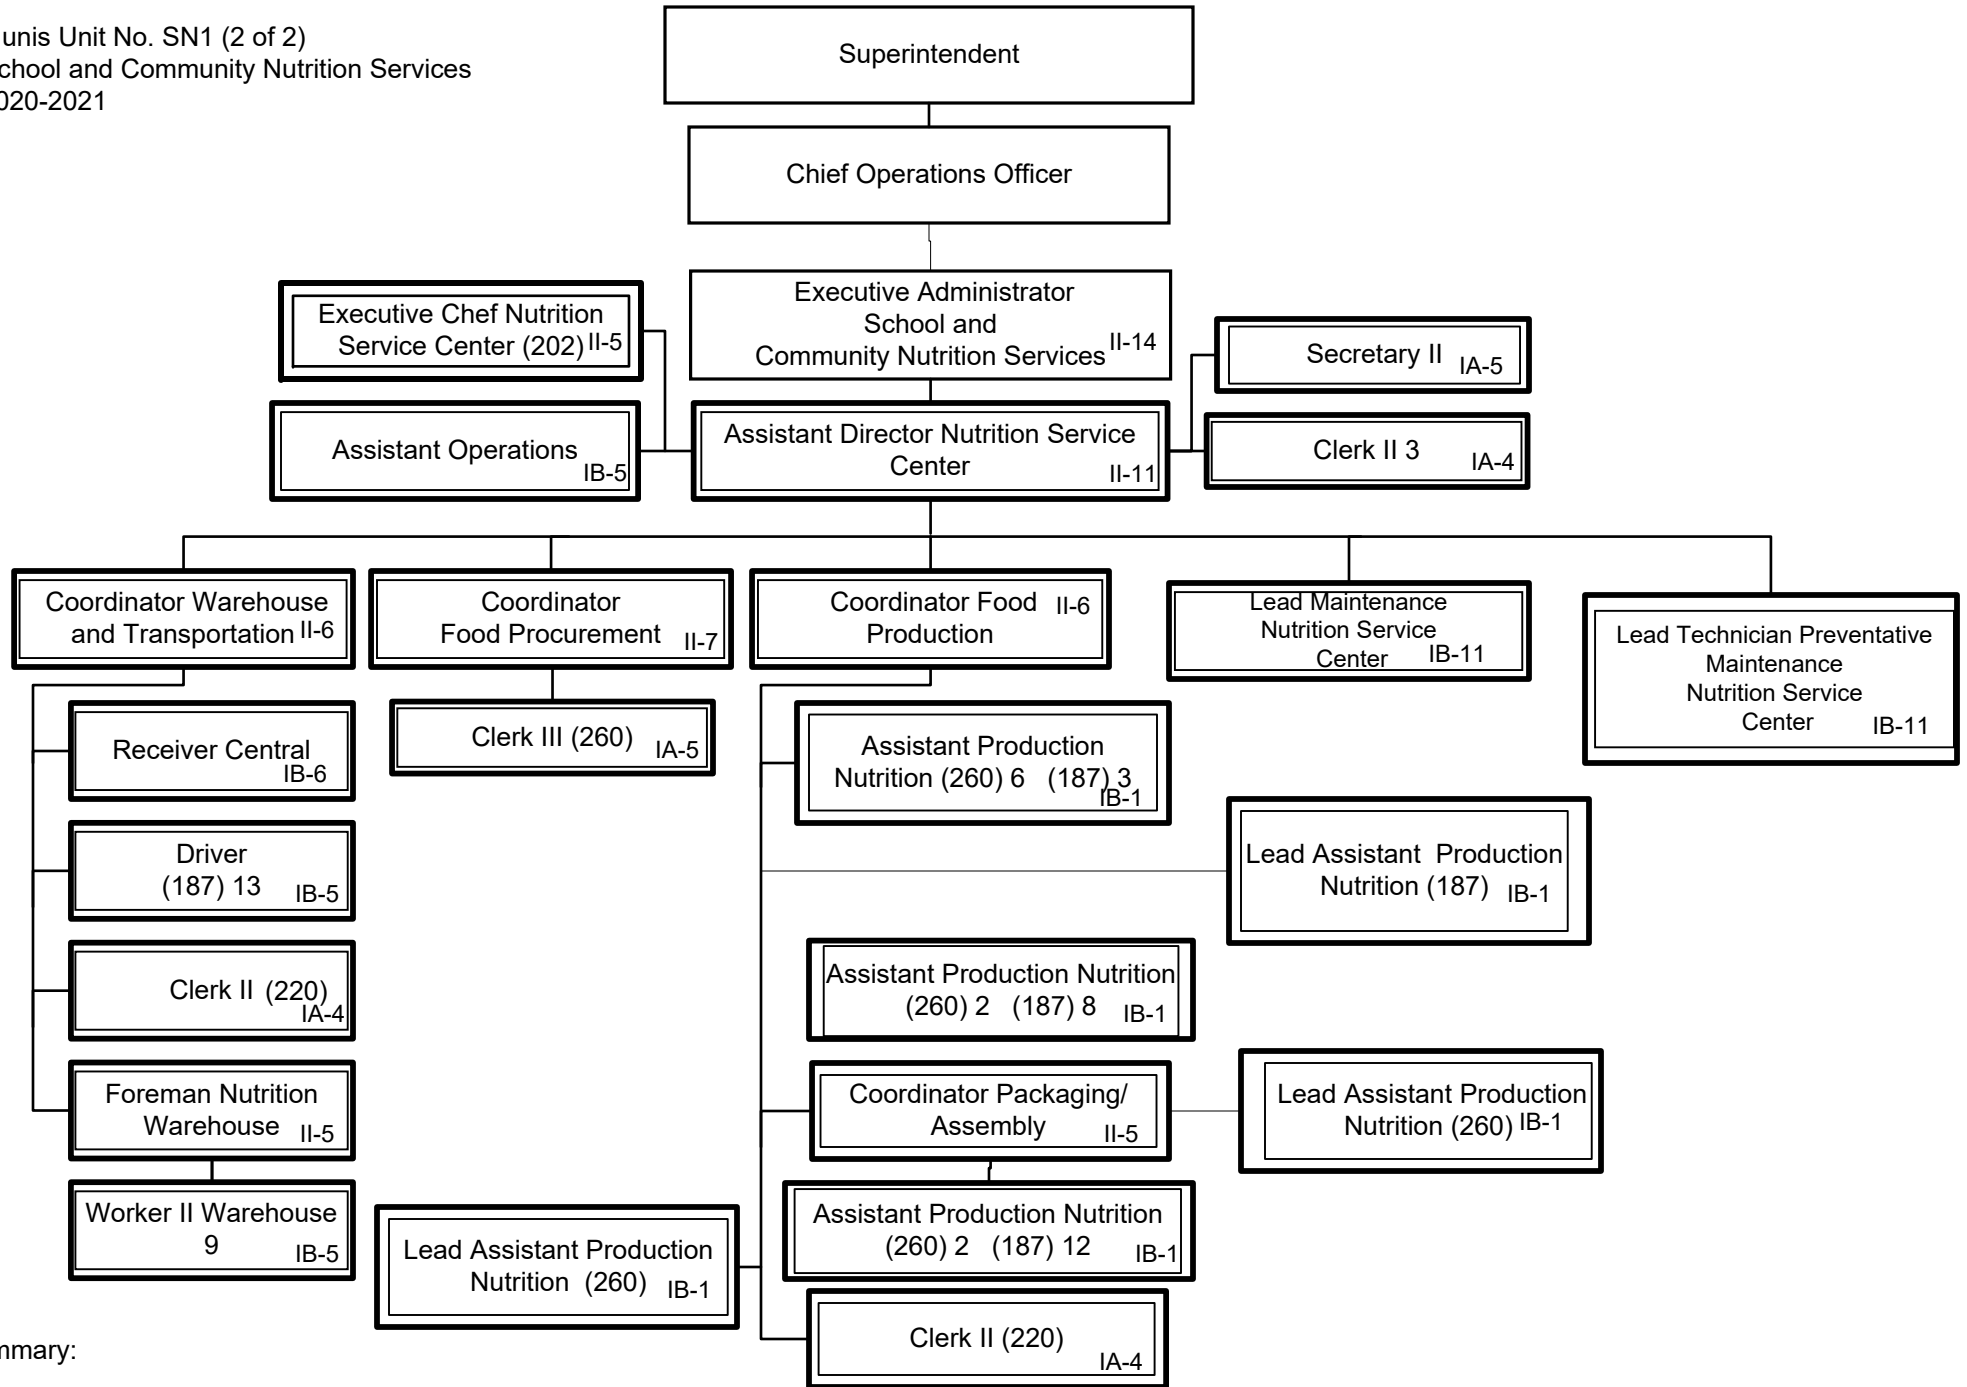 unis Unit No. SN1 (2 of 2)
chool and Community Nutrition Services
020-2021
Superintendent
Chief Operations Officer
Executive Administrator
School and
Community Nutrition Services II-14
Executive Chef Nutrition
Service Center (202) II-5
Secretary II IA-5
Assistant Operations
IB-5
Assistant Director Nutrition Service
Center II-11
Clerk II 3 IA-4
Coordinator Warehouse
and Transportation II-6
Coordinator
Food Procurement II-7
Coordinator Food II-6
Production
Lead Maintenance
Nutrition Service
Center IB-11
Lead Technician Preventative
Maintenance
Nutrition Service
Center IB-11
Receiver Central
IB-6
Clerk III (260) IA-5
Assistant Production
Nutrition (260) 6 (187) 3
IB-1
Driver
(187) 13 IB-5
Lead Assistant Production
Nutrition (187) IB-1
Clerk II (220)
IA-4
Assistant Production Nutrition
(260) 2 (187) 8 IB-1
Foreman Nutrition
Warehouse II-5
Coordinator Packaging/
Assembly II-5
Lead Assistant Production
Nutrition (260) IB-1
Worker II Warehouse
9 IB-5
Lead Assistant Production
Nutrition (260) IB-1
Assistant Production Nutrition
(260) 2 (187) 12 IB-1
Clerk II (220)
IA-4
mmary: